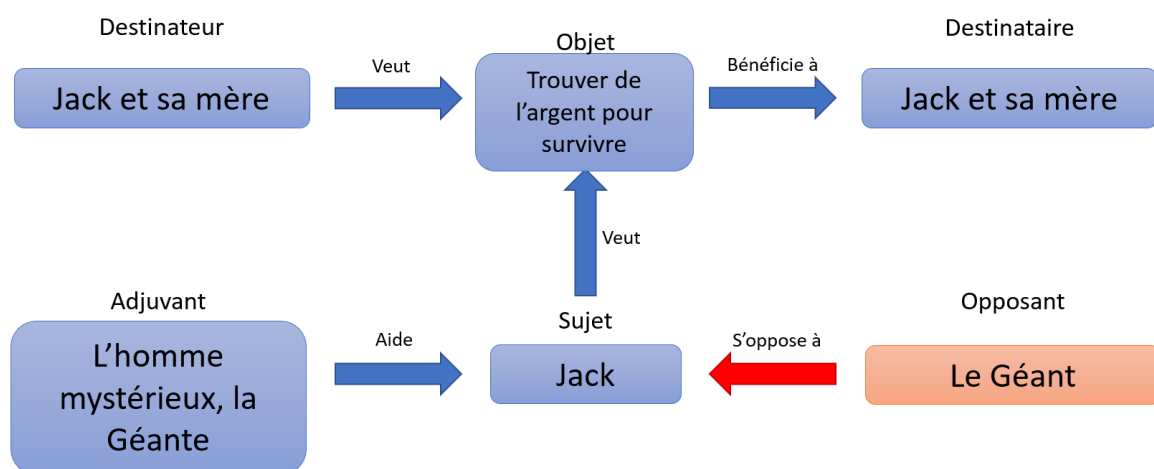 Destinateur
Objet
Destinataire
Veut
Bénéficie à
Jack et sa mère
Trouver de
l'argent pour
survivre
Jack et sa mère
Veut
Adjuvant
Sujet
Opposant
Aide
S'oppose à
L'homme
mystérieux, la
Géante
Jack
Le Géant